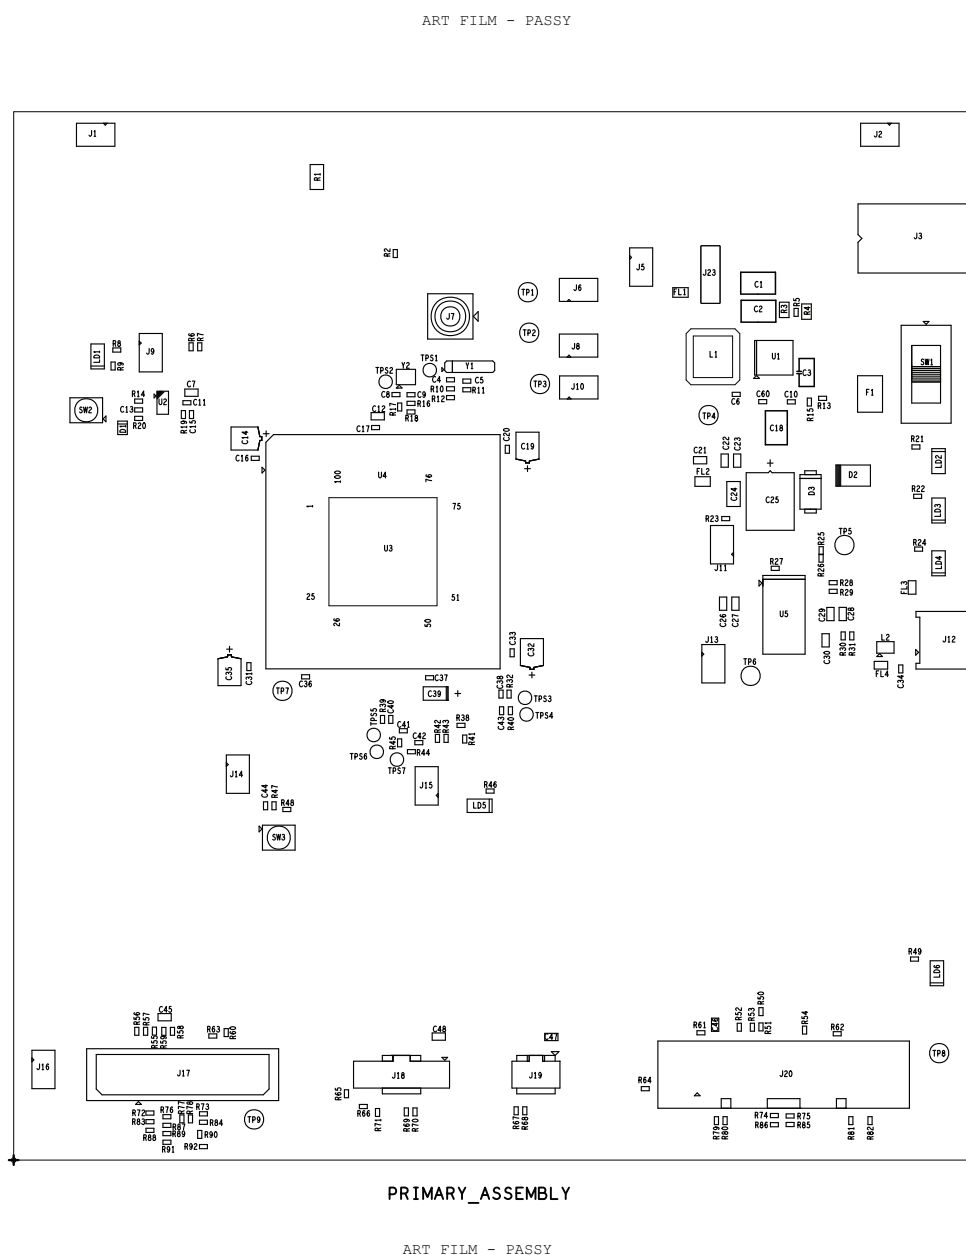 ART FILM - PASSY
J1
J2
R1
J3
R2
J5
J23
FL1
C1
C2
R3
R5
R4
TP1
J6
J7
TP2
J8
TP3
J10
L1
U1
C3
SW1
F1
R8
LD1
R9
J9
R6
R7
TPS2
Y2
TPS1
Y1
C4
C5
R10
R11
R12
C8
C9
R16
R17
R18
C12
C17
C7
C11
U2
R14
C13
R20
R19
C15
SW2
D1
C6
C60
C10
R15
R13
TP4
C18
C14
C16
C20
C19
R21
LD2
C21
C22
C23
FL2
C24
C25
D3
D2
R22
LD3
U4
100
76
1
75
U3
25
51
26
50
R23
J11
R25
R26
TP5
R24
LD4
R27
R28
R29
FL3
U5
C26
C27
C29
C28
C30
R30
R31
L2
J12
J13
TP6
FL4
C34
C33
C32
C35
C31
C36
TP7
C37
C39
C38
R32
TPS3
C43
R40
TPS4
R39
C40
TPS5
C41
R45
C42
R44
TPS6
TPS7
R42
R43
R38
R41
J14
J15
R46
LD5
C44
R47
R48
SW3
R49
LD6
R56
R57
C45
R55
R59
R58
R63
R60
C48
C47
R61
C46
R52
R53
R50
R51
R54
R62
J16
J17
J18
J19
J20
TP8
R65
R64
R66
R71
R69
R70
R67
R68
R72
R83
R88
R76
R87
R89
R91
R77
R78
R73
R84
R90
R92
TP9
R79
R80
R74
R86
R75
R85
R81
R82
PRIMARY_ASSEMBLY
ART FILM - PASSY